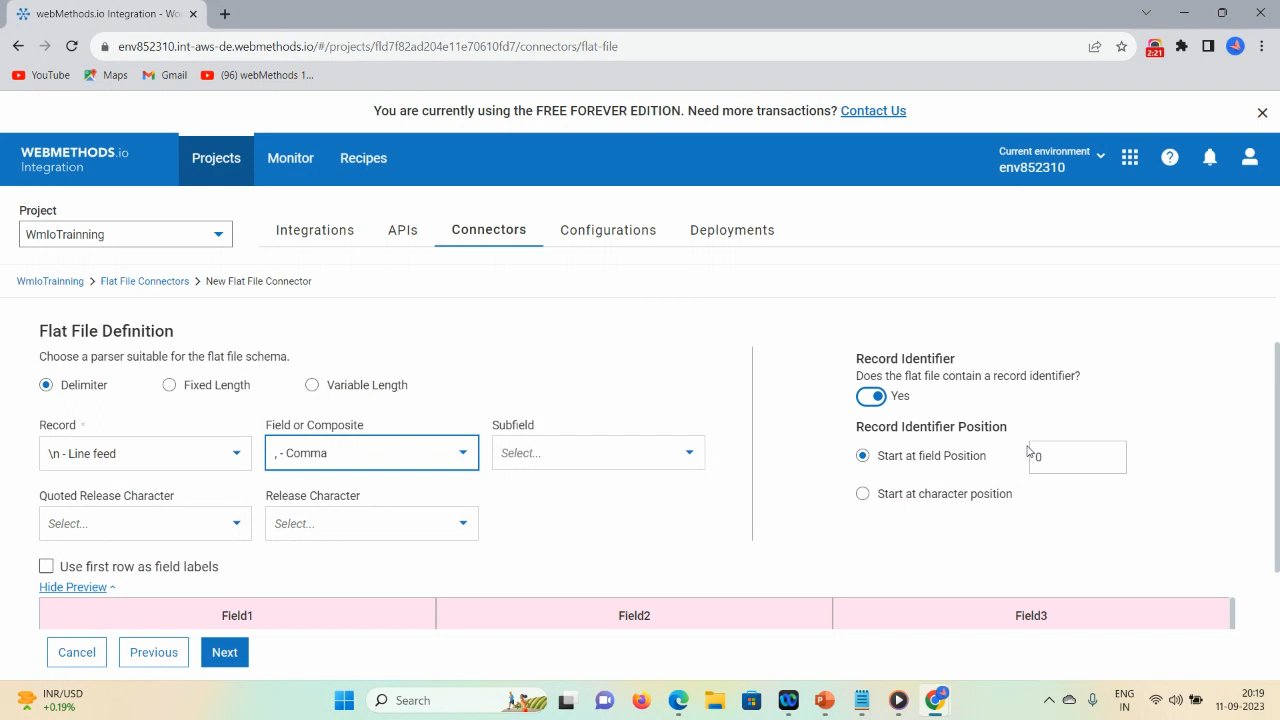 webMethods.io Integration - Wo
env852310.int-aws-de.webmethods.io/#/projects/fld7f82ad204e11e70610fd7/connectors/flat-file
2:21
YouTube
Maps
Gmail
(96) webMethods 1...
You are currently using the FREE FOREVER EDITION. Need more transactions? Contact Us
WEBMETHODS.io
Integration
Projects
Monitor
Recipes
Current environment
env852310
Project
WmIoTrainning
Integrations
APIs
Connectors
Configurations
Deployments
WmIoTrainning > Flat File Connectors > New Flat File Connector
Flat File Definition
Choose a parser suitable for the flat file schema.
Delimiter
Fixed Length
Variable Length
Record *
Field or Composite
Subfield
\n - Line feed
, - Comma
Select...
Quoted Release Character
Release Character
Select...
Select...
Record Identifier
Does the flat file contain a record identifier?
Yes
Record Identifier Position
Start at field Position
0
Start at character position
Use first row as field labels
Hide Preview
Field1
Field2
Field3
Cancel
Previous
Next
INR/USD
+0.19%
Search
ENG
IN
20:19
11-09-2023